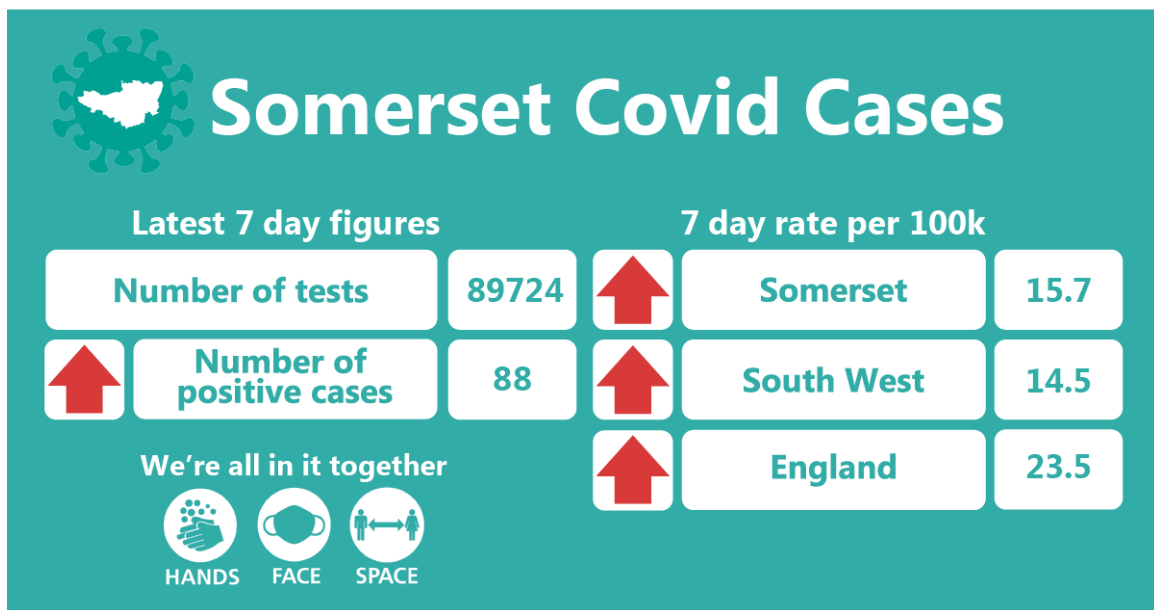 Somerset Covid Cases
Latest 7 day figures
Number of tests
89724
Number of
positive cases
88
We're all in it together
HANDS
FACE
SPACE
7 day rate per 100k
Somerset
15.7
South West
14.5
England
23.5